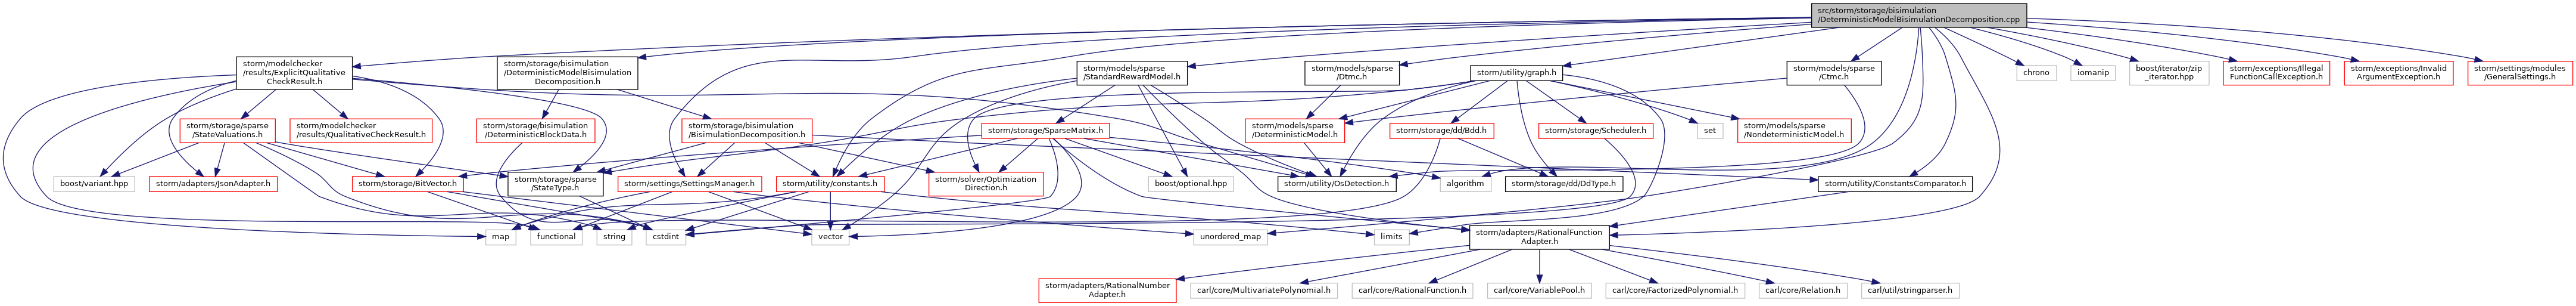 src/storm/storage/bisimulation
/DeterministicModelBisimulationDecomposition.cpp
storm/modelchecker
/results/ExplicitQualitative
CheckResult.h
storm/storage/bisimulation
/DeterministicModelBisimulation
Decomposition.h
storm/models/sparse
/StandardRewardModel.h
storm/models/sparse
/Dtmc.h
storm/utility/graph.h
storm/models/sparse
/Ctmc.h
chrono
iomanip
boost/iterator/zip
_iterator.hpp
storm/exceptions/Illegal
FunctionCallException.h
storm/exceptions/Invalid
ArgumentException.h
storm/settings/modules
/GeneralSettings.h
storm/storage/sparse
/StateValuations.h
storm/modelchecker
/results/QualitativeCheckResult.h
storm/storage/bisimulation
/DeterministicBlockData.h
storm/storage/bisimulation
/BisimulationDecomposition.h
storm/storage/SparseMatrix.h
storm/models/sparse
/DeterministicModel.h
storm/storage/dd/Bdd.h
storm/storage/Scheduler.h
set
storm/models/sparse
/NondeterministicModel.h
boost/variant.hpp
storm/adapters/JsonAdapter.h
storm/storage/BitVector.h
storm/storage/sparse
/StateType.h
storm/settings/SettingsManager.h
storm/utility/constants.h
storm/solver/Optimization
Direction.h
boost/optional.hpp
storm/utility/OsDetection.h
algorithm
storm/storage/dd/DdType.h
storm/utility/ConstantsComparator.h
map
functional
string
cstdint
vector
unordered_map
limits
storm/adapters/RationalFunction
Adapter.h
storm/adapters/RationalNumber
Adapter.h
carl/core/MultivariatePolynomial.h
carl/core/RationalFunction.h
carl/core/VariablePool.h
carl/core/FactorizedPolynomial.h
carl/core/Relation.h
carl/util/stringparser.h